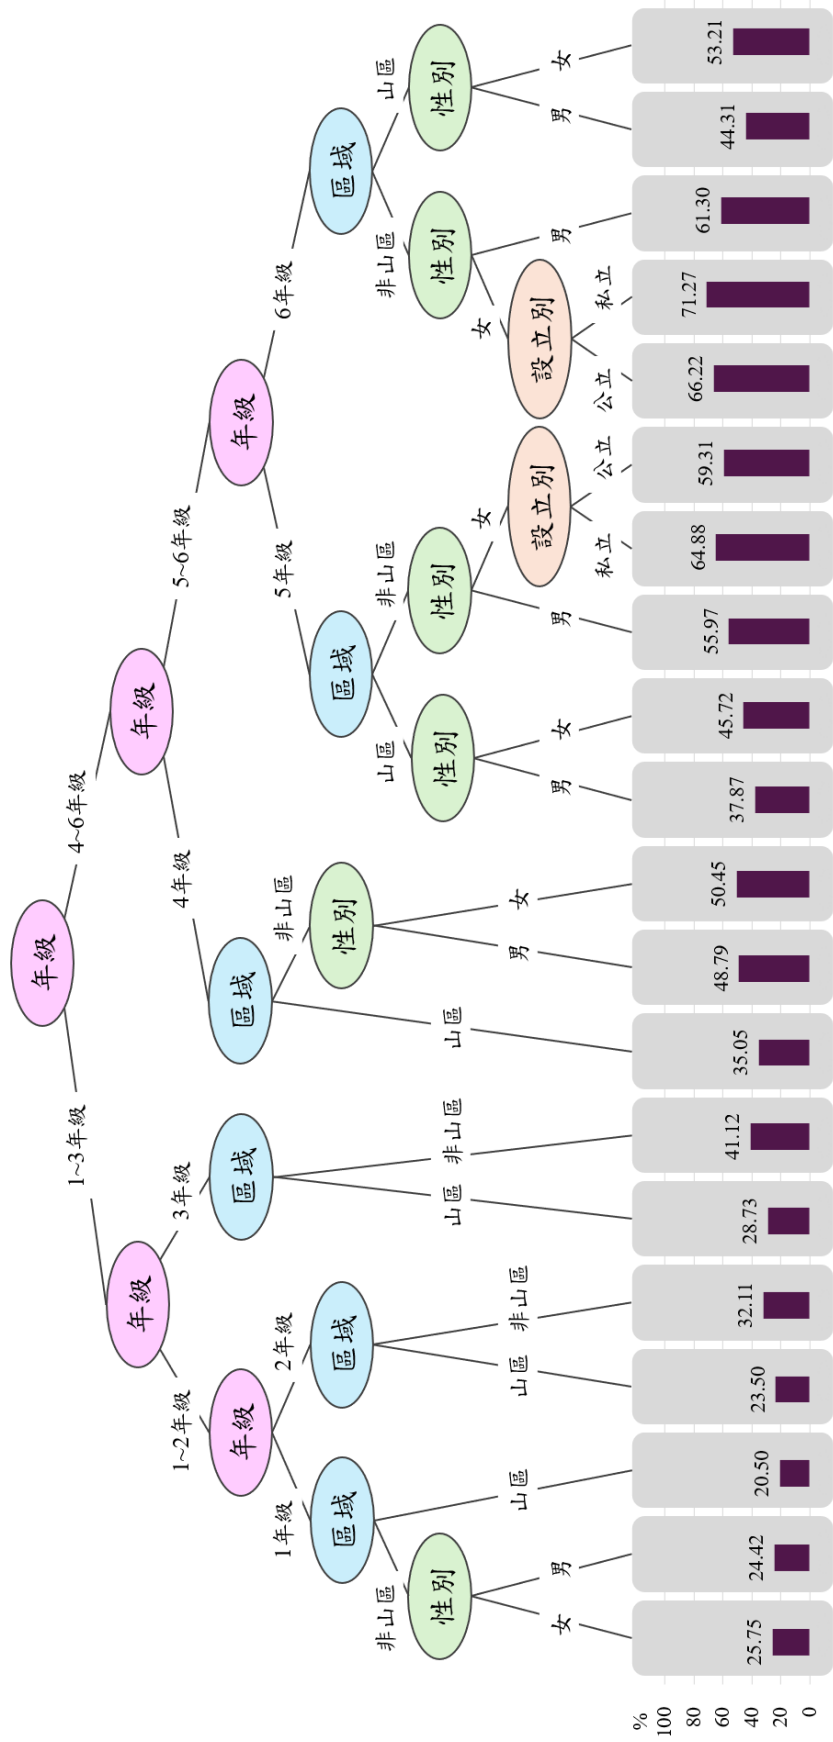 年級
1~3年級
4~6年級
年級
年級
1~2年級
3年級
4年級
5~6年級
年級
區域
區域
年級
1年級
2年級
非山區
5年級
6年級
區域
區域
性別
區域
區域
非山區
山區
非山區
非山區
山區
性別
性別
性別
性別
性別
女
男
山區
山區
非山區
山區
非山區
山區
男
女
男
女
男
女
女
男
男
女
設立別
設立別
私立
公立
公立
私立
%
100
80
60
40
20
0
25.75
24.42
20.50
23.50
32.11
28.73
41.12
35.05
48.79
50.45
37.87
45.72
55.97
64.88
59.31
66.22
71.27
61.30
44.31
53.21